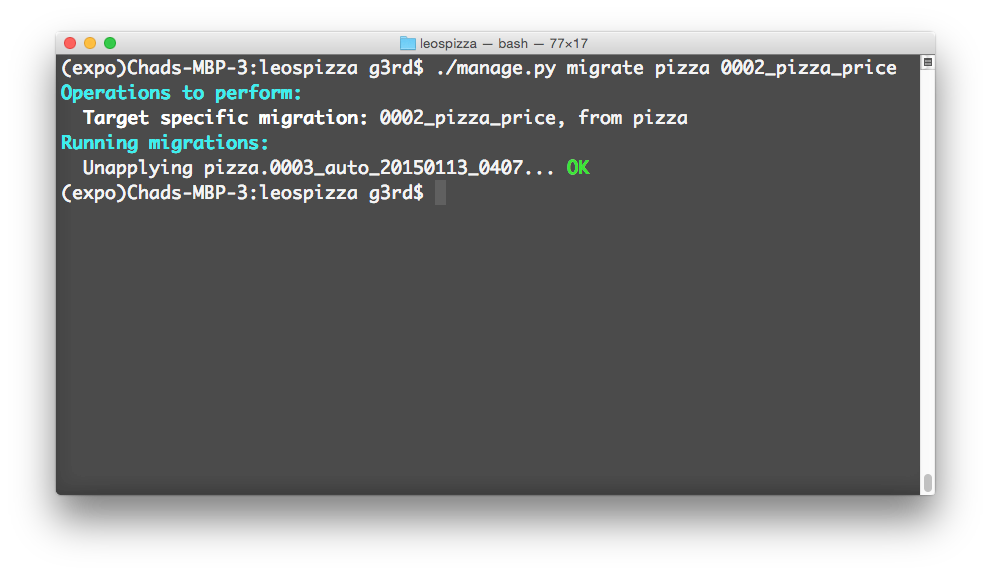 leospizza — bash — 77×17
(expo)Chads-MBP-3:leospizza g3rd$ ./manage.py migrate pizza 0002_pizza_price
Operations to perform:
  Target specific migration: 0002_pizza_price, from pizza
Running migrations:
  Unapplying pizza.0003_auto_20150113_0407... OK
(expo)Chads-MBP-3:leospizza g3rd$